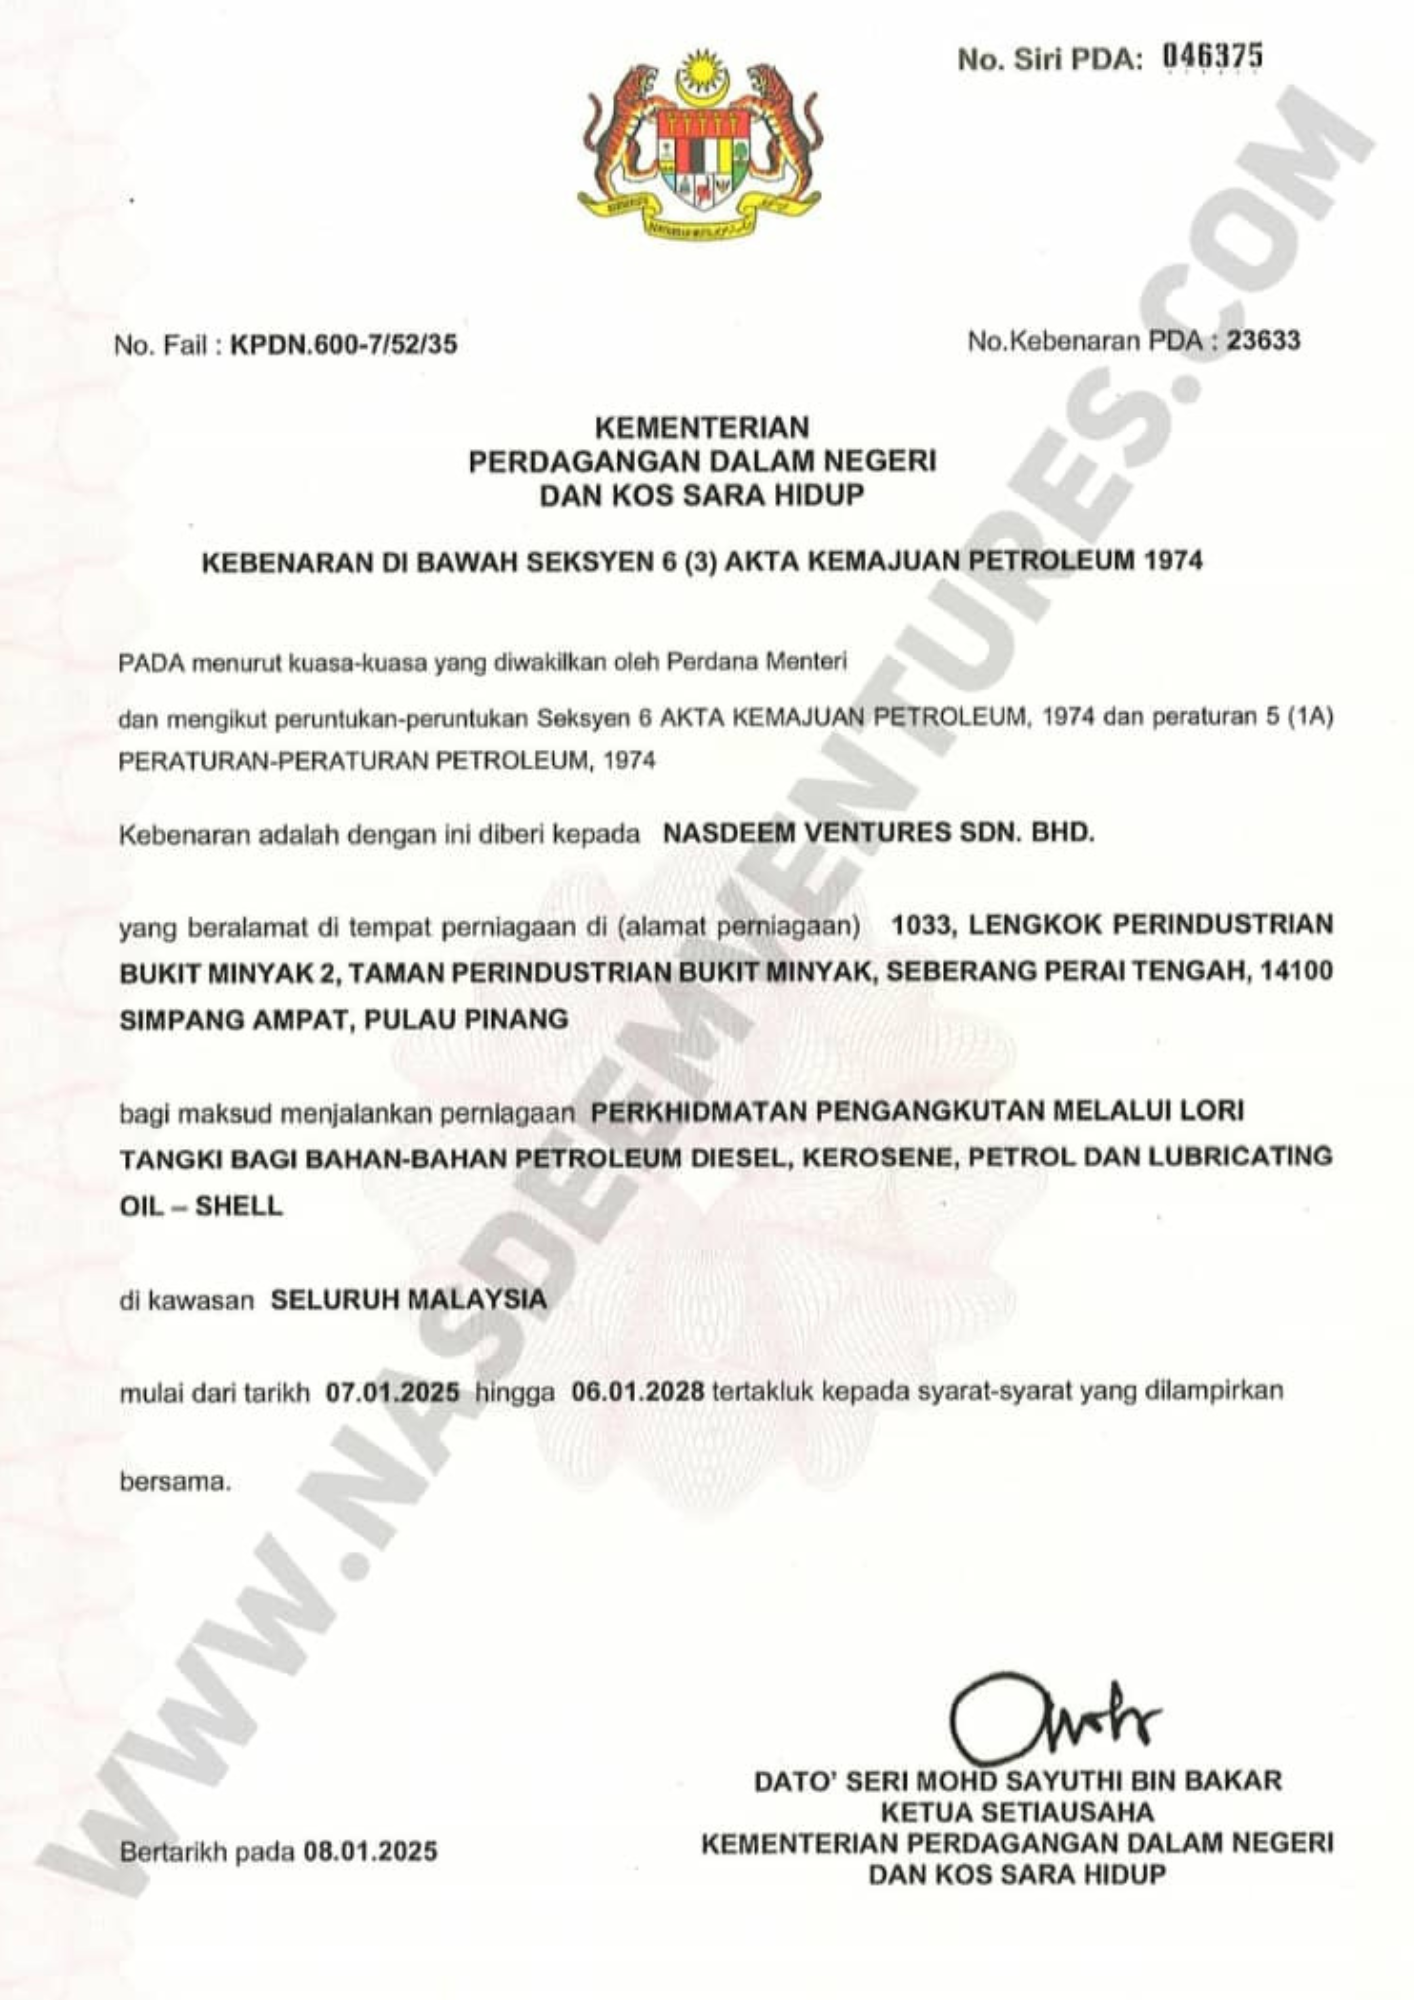 No. Siri PDA: 046375
No. Fail : KPDN.600-7/52/35
No.Kebenaran PDA : 23633
KEMENTERIAN
PERDAGANGAN DALAM NEGERI
DAN KOS SARA HIDUP
KEBENARAN DI BAWAH SEKSYEN 6 (3) AKTA KEMAJUAN PETROLEUM 1974
PADA menurut kuasa-kuasa yang diwakilkan oleh Perdana Menteri
dan mengikut peruntukan-peruntukan Seksyen 6 AKTA KEMAJUAN PETROLEUM, 1974 dan peraturan 5 (1A)
PERATURAN-PERATURAN PETROLEUM, 1974
Kebenaran adalah dengan ini diberi kepada NASDEEM VENTURES SDN. BHD.
yang beralamat di tempat perniagaan di (alamat perniagaan) 1033, LENGKOK PERINDUSTRIAN
BUKIT MINYAK 2, TAMAN PERINDUSTRIAN BUKIT MINYAK, SEBERANG PERAI TENGAH, 14100
SIMPANG AMPAT, PULAU PINANG
bagi maksud menjalankan perniagaan PERKHIDMATAN PENGANGKUTAN MELALUI LORI
TANGKI BAGI BAHAN-BAHAN PETROLEUM DIESEL, KEROSENE, PETROL DAN LUBRICATING
OIL – SHELL
di kawasan SELURUH MALAYSIA
mulai dari tarikh 07.01.2025 hingga 06.01.2028 tertakluk kepada syarat-syarat yang dilampirkan
bersama.
DATO' SERI MOHD SAYUTHI BIN BAKAR
KETUA SETIAUSAHA
KEMENTERIAN PERDAGANGAN DALAM NEGERI
DAN KOS SARA HIDUP
Bertarikh pada 08.01.2025
WWW.NASDEEMVENTURES.COM